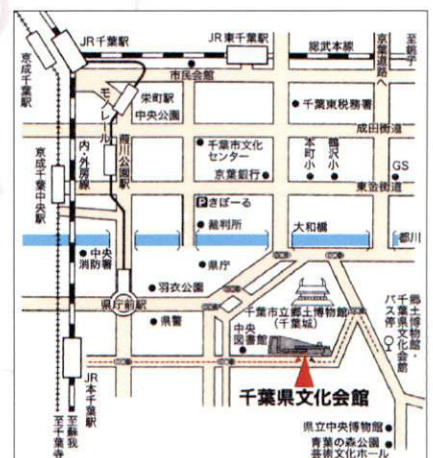 JR千葉駅
JR東千葉駅
総武本線
京葉道路へ
至銚子
京成千葉駅
モノレール
市民会館
栄町駅
中央公園
千葉東税務署
成田街道
葭川公園駅
千葉市文化
センター
本町小
鶴沢小
京葉銀行
GS
東金街道
内・外房線
京成千葉中央駅
P きぼーる
裁判所
大和橋
都川
中央
消防署
県庁
羽衣公園
県庁前駅
県警
千葉市立郷土博物館
(千葉城)
中央
図書館
郷土博物館・
千葉県文化会館
バス停
JR本千葉駅
千葉県文化会館
至蘇我
至千葉寺
県立中央博物館
青葉の森公園
芸術文化ホール